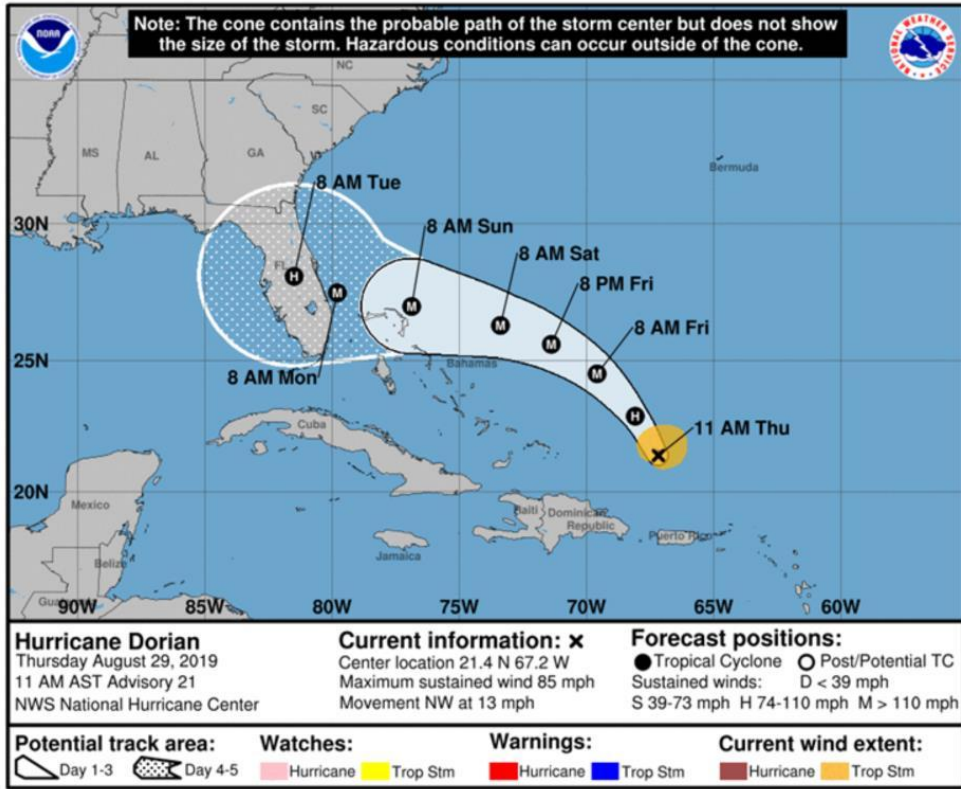 Note: The cone contains the probable path of the storm center but does not show
the size of the storm. Hazardous conditions can occur outside of the cone.
NOAA
NATIONAL WEATHER SERVICE
NC
SC
MS
AL
GA
Bermuda
8 AM Tue
30N
8 AM Sun
8 AM Sat
FL
H
M
8 PM Fri
M
M
M
8 AM Fri
M
25N
8 AM Mon
Bahamas
H
11 AM Thu
Cuba
20N
Mexico
Haiti
Dominican
Republic
Puerto Rico
Jamaica
Belize
90W 85W 80W 75W 70W 65W 60W
Hurricane Dorian
Thursday August 29, 2019
11 AM AST Advisory 21
NWS National Hurricane Center
Current information: ×
Center location 21.4 N 67.2 W
Maximum sustained wind 85 mph
Movement NW at 13 mph
Forecast positions:
Tropical Cyclone Post/Potential TC
Sustained winds: D < 39 mph
S 39-73 mph H 74-110 mph M > 110 mph
Potential track area:
Day 1-3 Day 4-5
Watches:
Hurricane Trop Stm
Warnings:
Hurricane Trop Stm
Current wind extent:
Hurricane Trop Stm